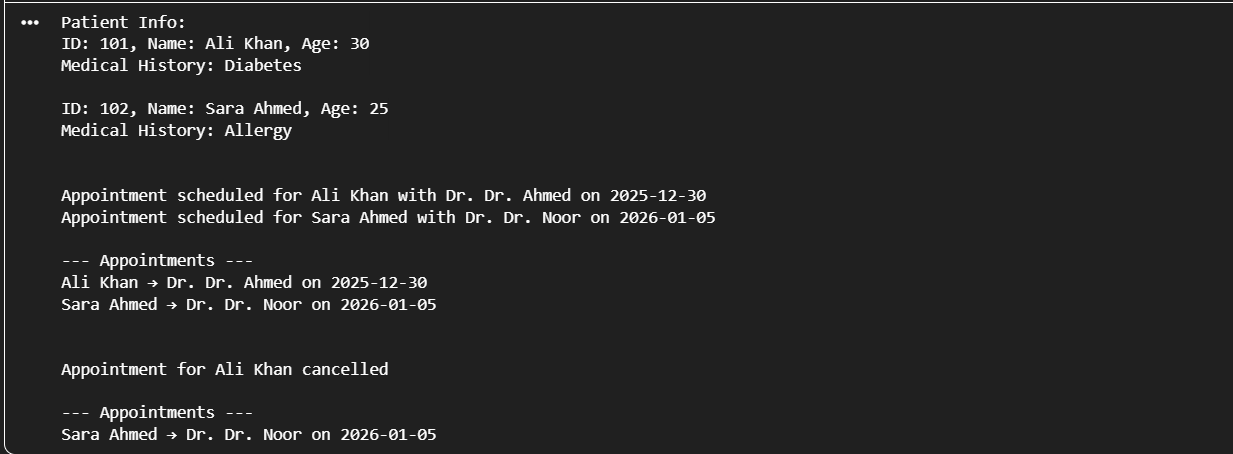 Patient Info:
ID: 101, Name: Ali Khan, Age: 30
Medical History: Diabetes
ID: 102, Name: Sara Ahmed, Age: 25
Medical History: Allergy
Appointment scheduled for Ali Khan with Dr. Dr. Ahmed on 2025-12-30
Appointment scheduled for Sara Ahmed with Dr. Dr. Noor on 2026-01-05
--- Appointments ---
Ali Khan → Dr. Dr. Ahmed on 2025-12-30
Sara Ahmed → Dr. Dr. Noor on 2026-01-05
Appointment for Ali Khan cancelled
--- Appointments ---
Sara Ahmed → Dr. Dr. Noor on 2026-01-05